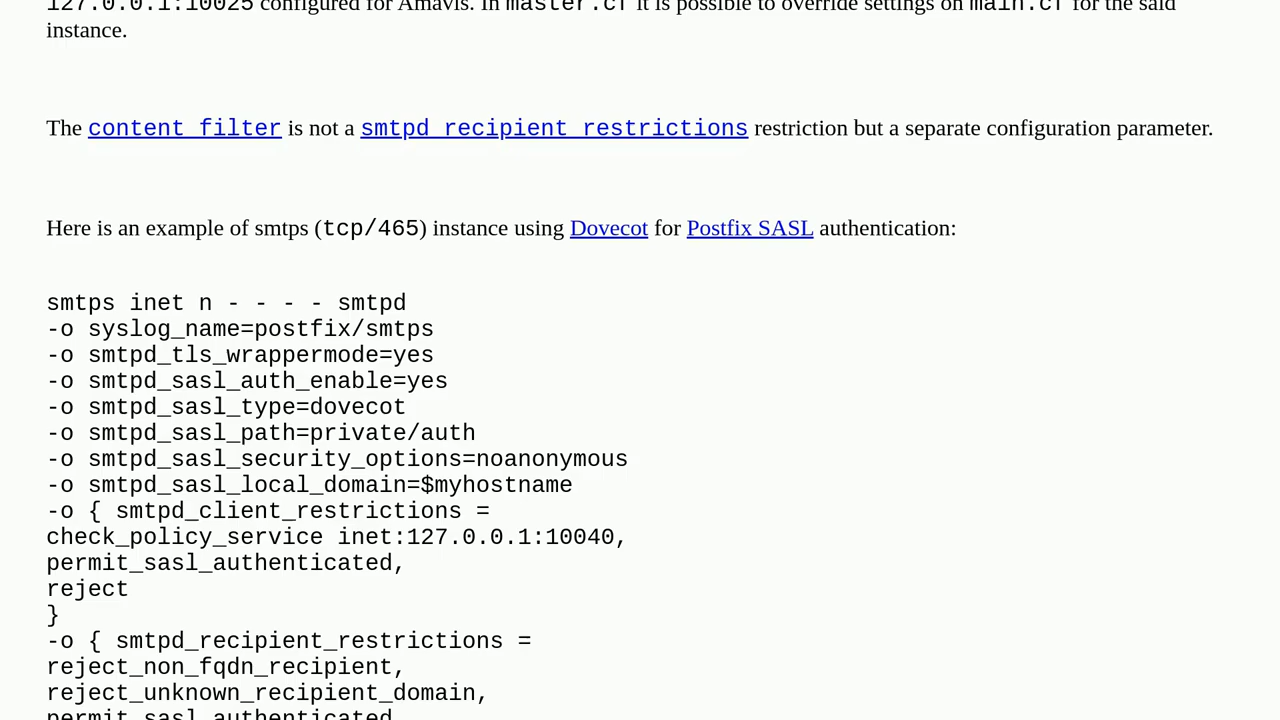 127.0.0.1:10025 configured for Amavis. In master.cf it is possible to override settings on main.cf for the said
instance.
The content_filter is not a smtpd_recipient_restrictions restriction but a separate configuration parameter.
Here is an example of smtps (tcp/465) instance using Dovecot for Postfix SASL authentication:
smtps inet n - - - - smtpd
-o syslog_name=postfix/smtps
-o smtpd_tls_wrappermode=yes
-o smtpd_sasl_auth_enable=yes
-o smtpd_sasl_type=dovecot
-o smtpd_sasl_path=private/auth
-o smtpd_sasl_security_options=noanonymous
-o smtpd_sasl_local_domain=$myhostname
-o { smtpd_client_restrictions =
check_policy_service inet:127.0.0.1:10040,
permit_sasl_authenticated,
reject
}
-o { smtpd_recipient_restrictions =
reject_non_fqdn_recipient,
reject_unknown_recipient_domain,
permit_sasl_authenticated